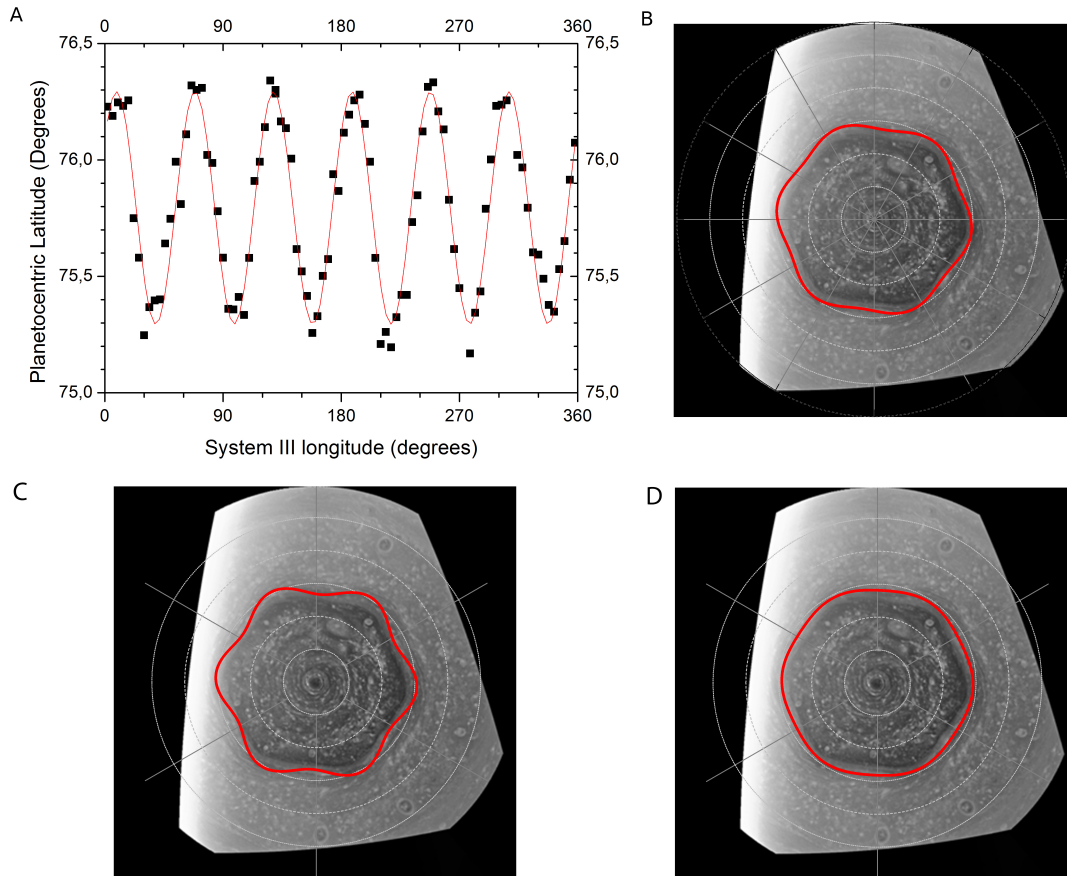 A
0 90 180 270 360
76,5 76,5
76,0 76,0
75,5 75,5
75,0 75,0
0 90 180 270 360
Planetocentric Latitude (Degrees)
System III longitude (degrees)
B
C
D